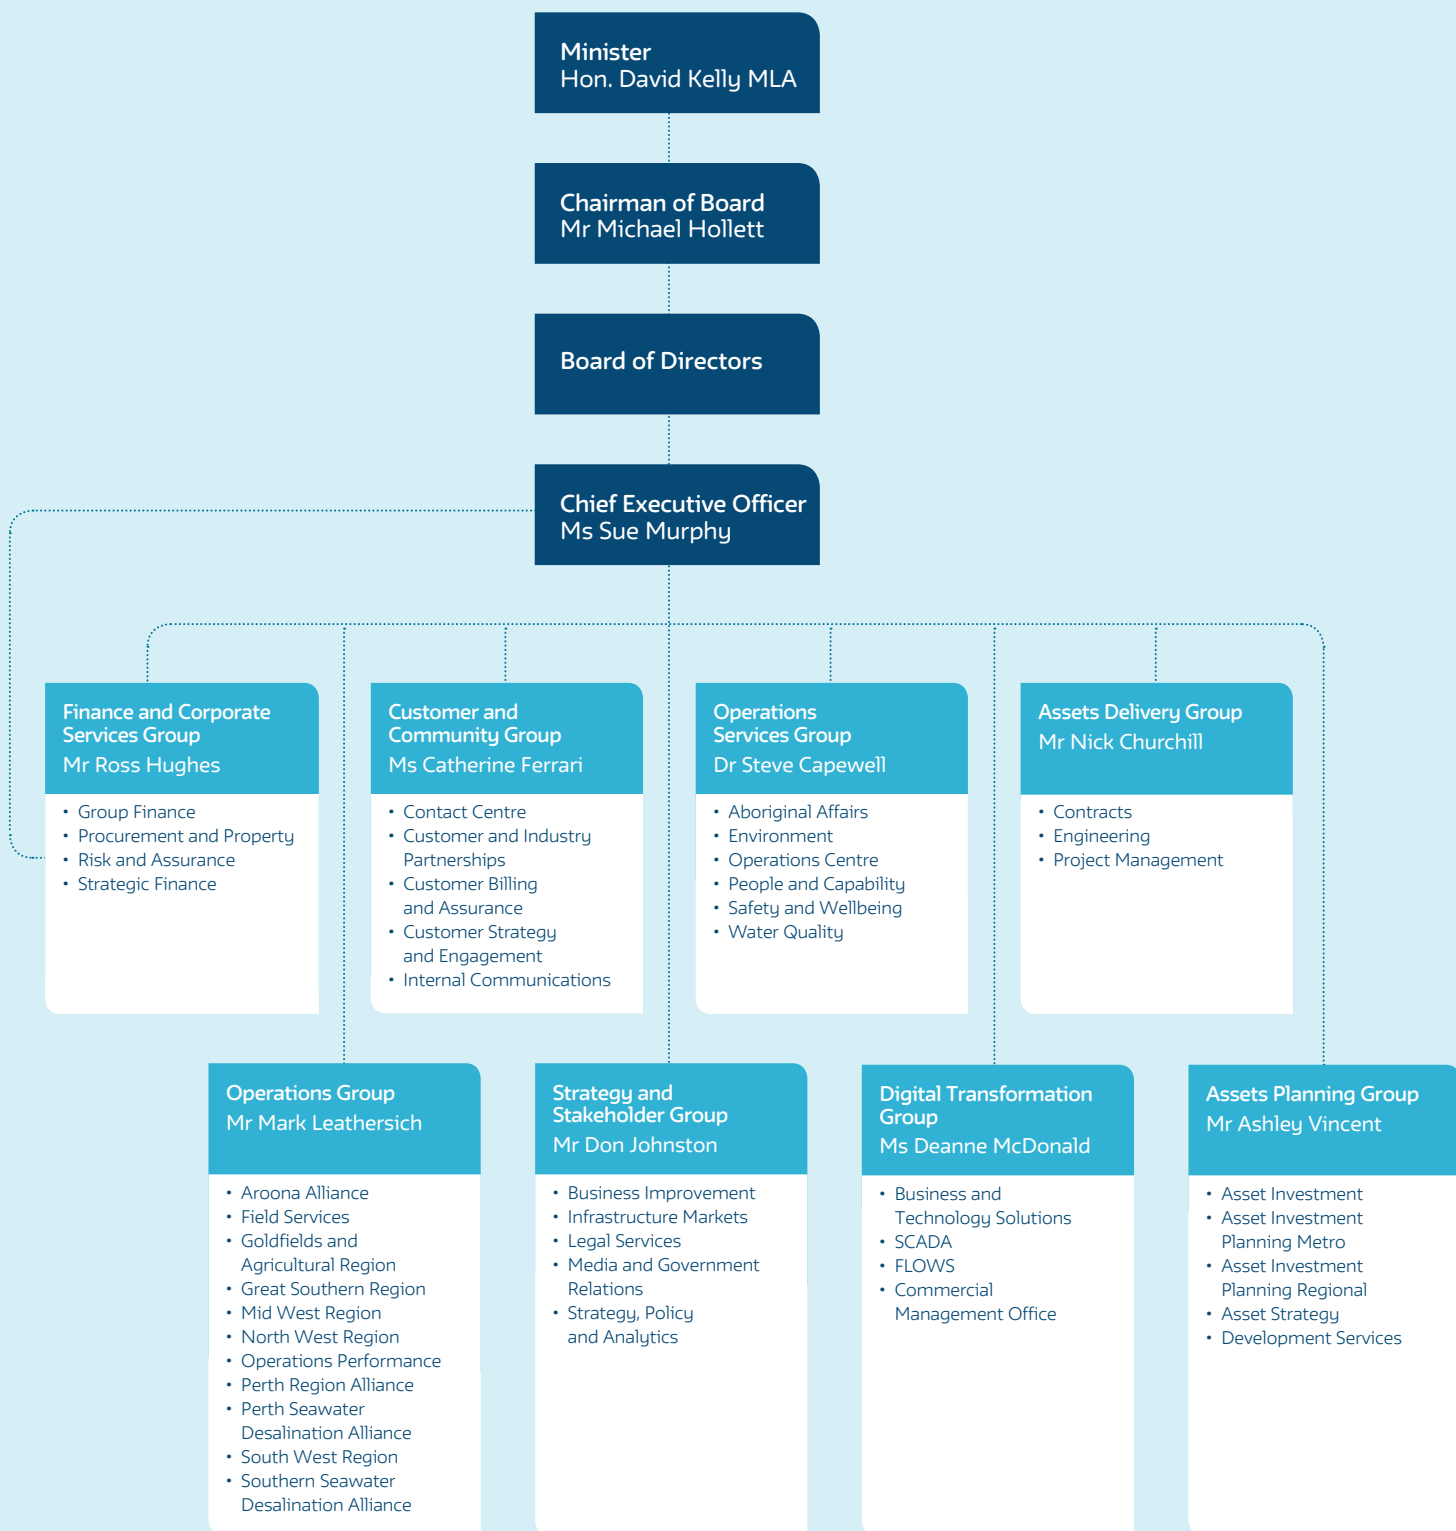 Minister
Hon. David Kelly MLA
Chairman of Board
Mr Michael Hollett
Board of Directors
Chief Executive Officer
Ms Sue Murphy
Finance and Corporate
Services Group
Mr Ross Hughes
• Group Finance
• Procurement and Property
• Risk and Assurance
• Strategic Finance
Customer and
Community Group
Ms Catherine Ferrari
• Contact Centre
• Customer and Industry
Partnerships
• Customer Billing
and Assurance
• Customer Strategy
and Engagement
• Internal Communications
Operations
Services Group
Dr Steve Capewell
• Aboriginal Affairs
• Environment
• Operations Centre
• People and Capability
• Safety and Wellbeing
• Water Quality
Assets Delivery Group
Mr Nick Churchill
• Contracts
• Engineering
• Project Management
Operations Group
Mr Mark Leathersich
• Aroona Alliance
• Field Services
• Goldfields and
Agricultural Region
• Great Southern Region
• Mid West Region
• North West Region
• Operations Performance
• Perth Region Alliance
• Perth Seawater
Desalination Alliance
• South West Region
• Southern Seawater
Desalination Alliance
Strategy and
Stakeholder Group
Mr Don Johnston
• Business Improvement
• Infrastructure Markets
• Legal Services
• Media and Government
Relations
• Strategy, Policy
and Analytics
Digital Transformation
Group
Ms Deanne McDonald
• Business and
Technology Solutions
• SCADA
• FLOWS
• Commercial
Management Office
Assets Planning Group
Mr Ashley Vincent
• Asset Investment
• Asset Investment
Planning Metro
• Asset Investment
Planning Regional
• Asset Strategy
• Development Services